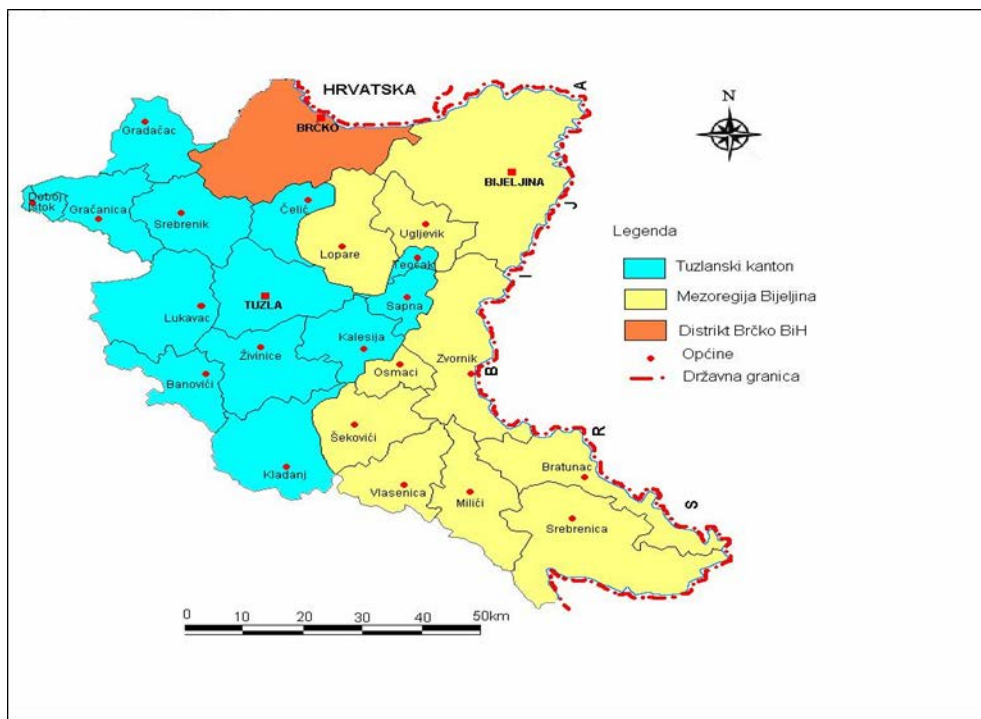 HRVATSKA
BRČKO
Gradačac
N
BIJELJINA
Doboj
Istok
Gračanica
Srebrenik
Čelić
Ugljevik
Lopare
Teočak
Sapna
TUZLA
Lukavac
Kalesija
Živinice
Banovići
Osmaci
Zvornik
Šekovići
Kladanj
Vlasenica
Milići
Bratunac
Srebrenica
S R B I J A
Legenda
Tuzlanski kanton
Mezoregija Bijeljina
Distrikt Brčko BiH
Općine
Državna granica
0 10 20 30 40 50km